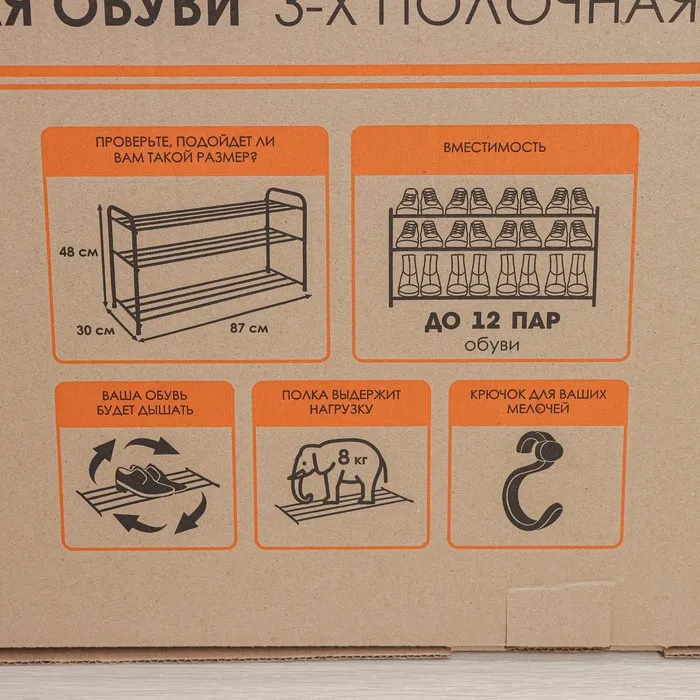 Я ОБУВИ 3-Х ПОЛОЧНАЯ
ПРОВЕРЬТЕ, ПОДОЙДЕТ ЛИ
ВАМ ТАКОЙ РАЗМЕР?
48 см
30 см
87 см
ВМЕСТИМОСТЬ
ДО 12 ПАР
обуви
ВАША ОБУВЬ
БУДЕТ ДЫШАТЬ
ПОЛКА ВЫДЕРЖИТ
НАГРУЗКУ
8 кг
КРЮЧОК ДЛЯ ВАШИХ
МЕЛОЧЕЙ